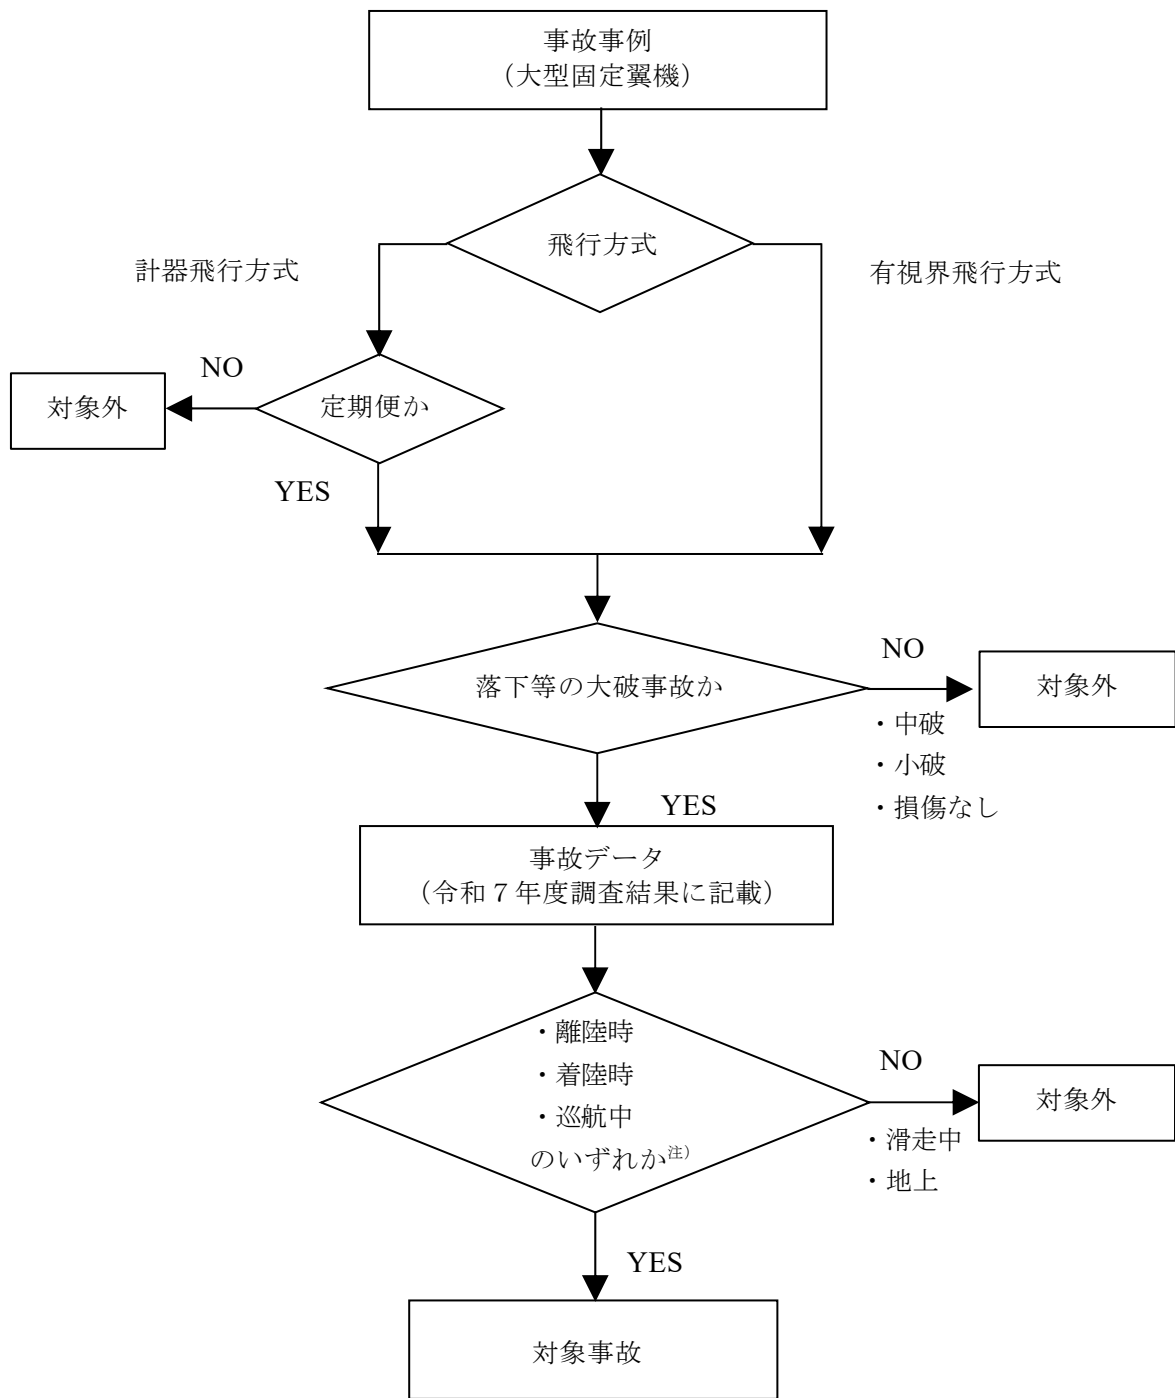 事故事例
（大型固定翼機）
飛行方式
計器飛行方式
有視界飛行方式
NO
対象外
定期便か
YES
落下等の大破事故か
NO
対象外
・中破
・小破
・損傷なし
YES
事故データ
（令和７年度調査結果に記載）
・離陸時
・着陸時
・巡航中
のいずれか注）
NO
対象外
・滑走中
・地上
YES
対象事故